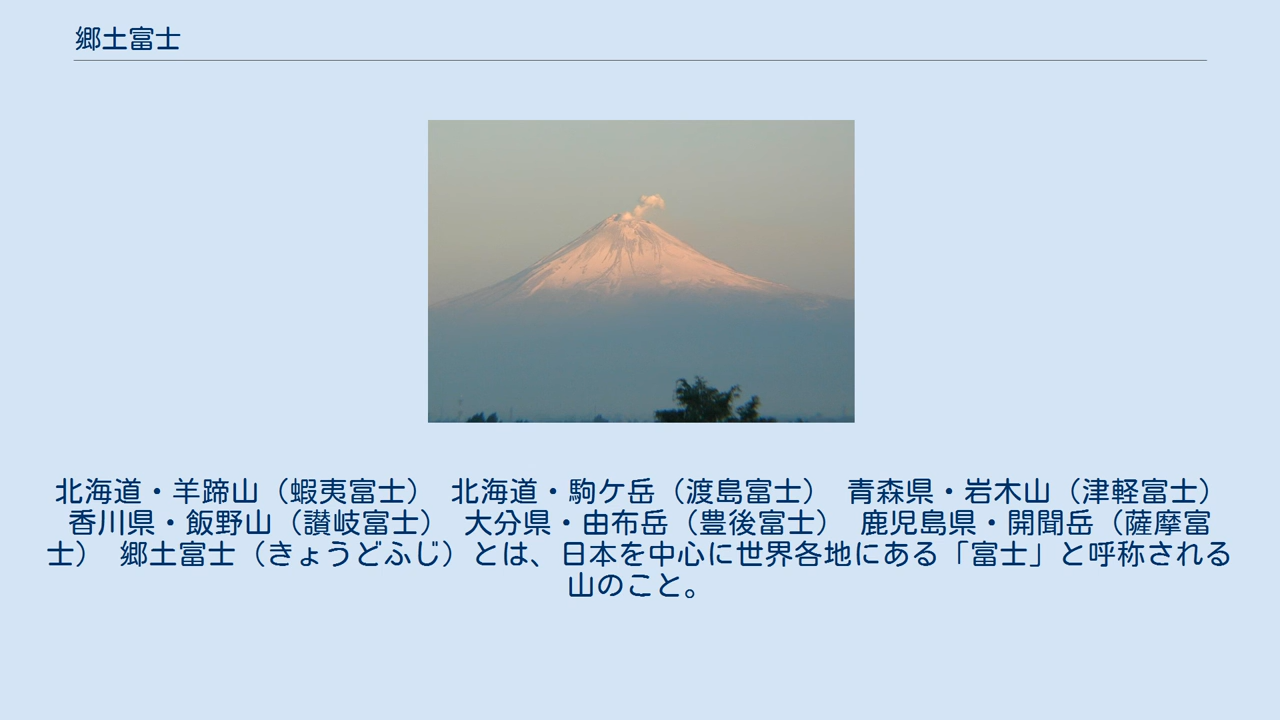 郷土富士
北海道・羊蹄山（蝦夷富士）　北海道・駒ケ岳（渡島富士）　青森県・岩木山（津軽富士）
香川県・飯野山（讃岐富士）　大分県・由布岳（豊後富士）　鹿児島県・開聞岳（薩摩富
士）　郷土富士（きょうどふじ）とは、日本を中心に世界各地にある「富士」と呼称される
山のこと。